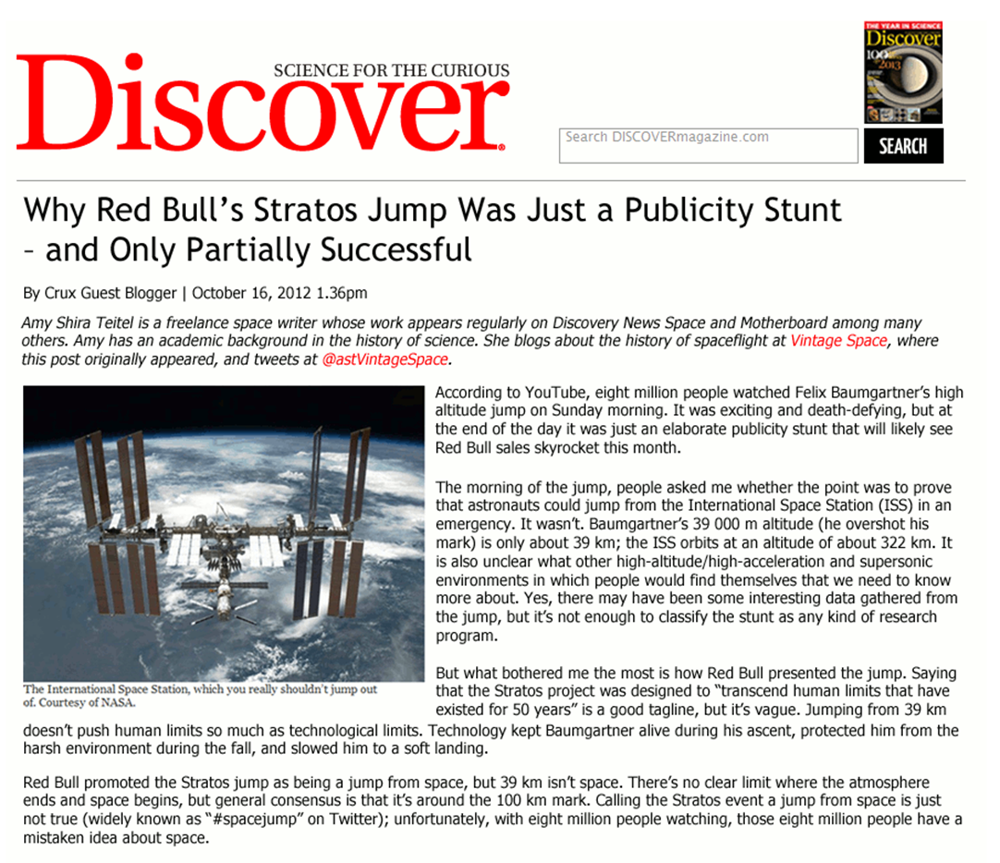 SCIENCE FOR THE CURIOUS
Discover
THE YEAR IN SCIENCE
Discover
100
2013
Search DISCOVERmagazine.com
SEARCH
Why Red Bull’s Stratos Jump Was Just a Publicity Stunt
– and Only Partially Successful
By Crux Guest Blogger | October 16, 2012 1.36pm
Amy Shira Teitel is a freelance space writer whose work appears regularly on Discovery News Space and Motherboard among many
others. Amy has an academic background in the history of science. She blogs about the history of spaceflight at Vintage Space, where
this post originally appeared, and tweets at @astVintageSpace.
According to YouTube, eight million people watched Felix Baumgartner’s high
altitude jump on Sunday morning. It was exciting and death-defying, but at
the end of the day it was just an elaborate publicity stunt that will likely see
Red Bull sales skyrocket this month.
The morning of the jump, people asked me whether the point was to prove
that astronauts could jump from the International Space Station (ISS) in an
emergency. It wasn’t. Baumgartner’s 39 000 m altitude (he overshot his
mark) is only about 39 km; the ISS orbits at an altitude of about 322 km. It
is also unclear what other high-altitude/high-acceleration and supersonic
environments in which people would find themselves that we need to know
more about. Yes, there may have been some interesting data gathered from
the jump, but it’s not enough to classify the stunt as any kind of research
program.
The International Space Station, which you really shouldn’t jump out
of. Courtesy of NASA.
But what bothered me the most is how Red Bull presented the jump. Saying
that the Stratos project was designed to “transcend human limits that have
existed for 50 years” is a good tagline, but it’s vague. Jumping from 39 km
doesn’t push human limits so much as technological limits. Technology kept Baumgartner alive during his ascent, protected him from the
harsh environment during the fall, and slowed him to a soft landing.
Red Bull promoted the Stratos jump as being a jump from space, but 39 km isn’t space. There’s no clear limit where the atmosphere
ends and space begins, but general consensus is that it’s around the 100 km mark. Calling the Stratos event a jump from space is just
not true (widely known as “#spacejump” on Twitter); unfortunately, with eight million people watching, those eight million people have a
mistaken idea about space.